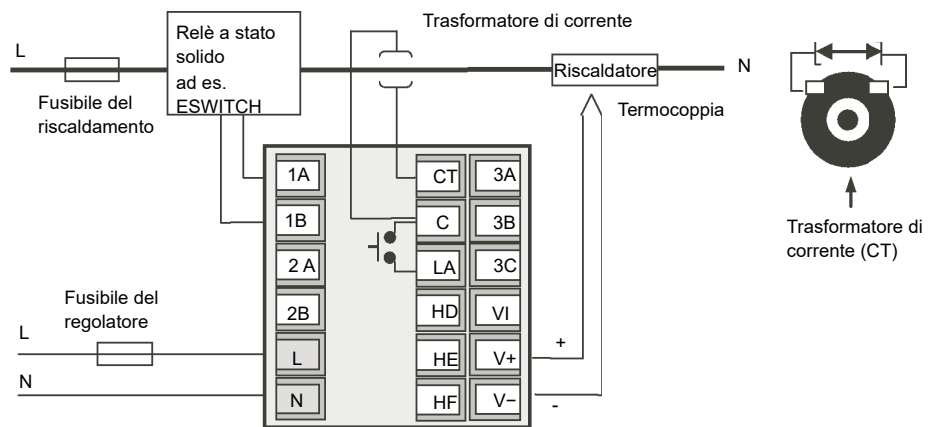 Trasformatore di corrente
L
Relè a stato
solido
ad es.
ESWITCH
Riscaldatore
N
Fusibile del
riscaldamento
Termocoppia
1A
CT
3A
1B
C
3B
2 A
LA
3C
2B
HD
VI
L
HE
V+
N
HF
V−
Fusibile del
regolatore
L
N
+
-
Trasformatore di
corrente (CT)